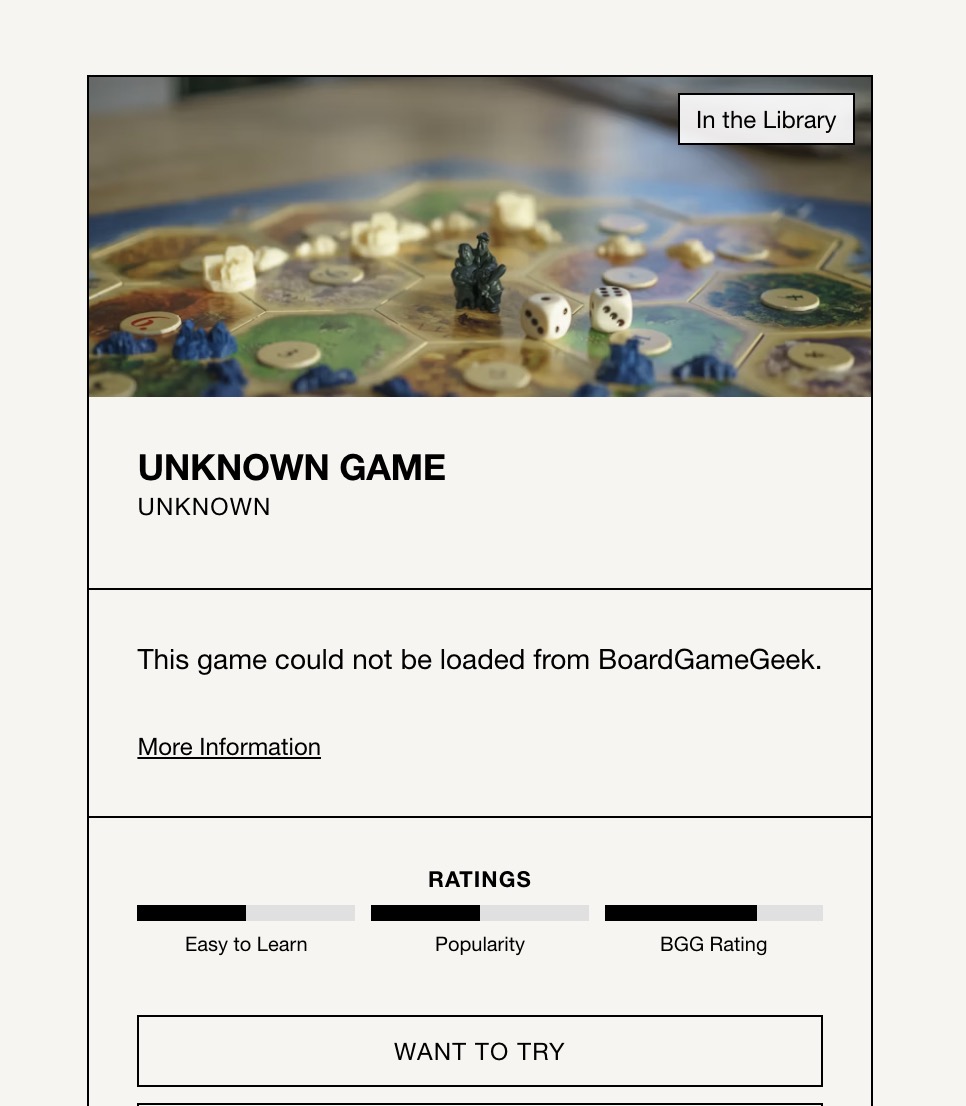 In the Library
UNKNOWN GAME
UNKNOWN
This game could not be loaded from BoardGameGeek.
More Information
RATINGS
Easy to Learn
Popularity
BGG Rating
WANT TO TRY